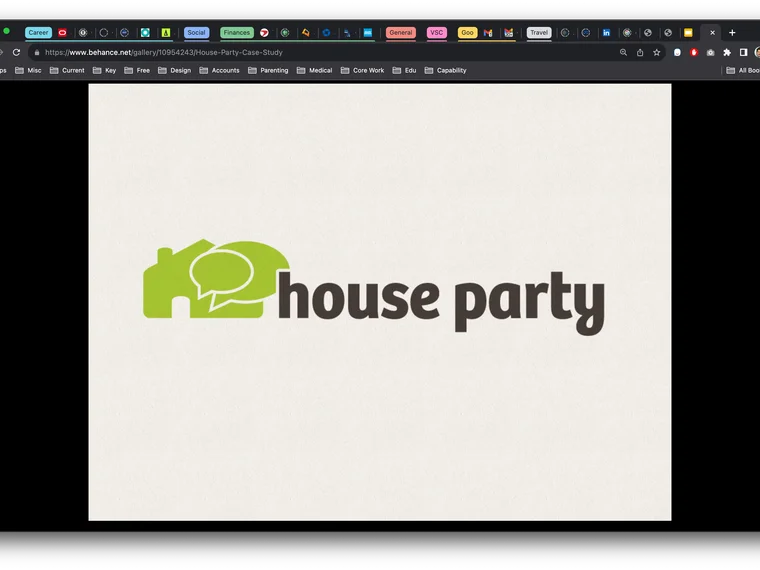 Career
Social
Finances
General
VSC
Goo
Travel
https://www.behance.net/gallery/10954243/House-Party-Case-Study
ps Misc Current Key Free Design Accounts Parenting Medical Core Work Edu Capability All Boo
house party